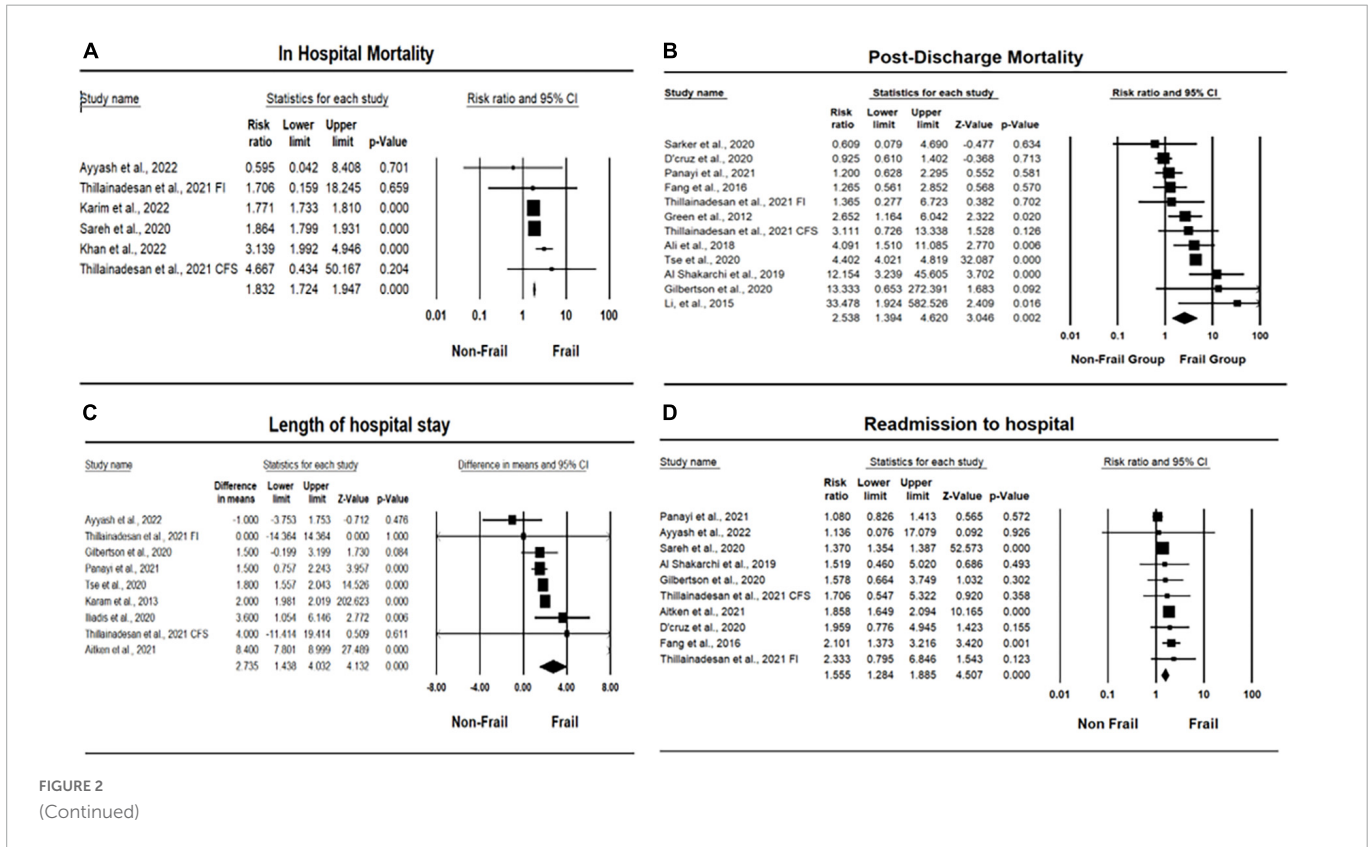 A
In Hospital Mortality
Study name Statistics for each study Risk ratio and 95% CI
Risk ratio Lower limit Upper limit p-Value
Ayyash et al., 2022 0.595 0.042 8.408 0.701
Thillainadesan et al., 2021 FI 1.706 0.159 18.245 0.659
Karim et al., 2022 1.771 1.733 1.810 0.000
Sareh et al., 2020 1.864 1.799 1.931 0.000
Khan et al., 2022 3.139 1.992 4.946 0.000
Thillainadesan et al., 2021 CFS 4.667 0.434 50.167 0.204
1.832 1.724 1.947 0.000
0.01 0.1 1 10 100
Non-Frail Frail
B
Post-Discharge Mortality
Study name Statistics for each study Risk ratio and 95% CI
Risk ratio Lower limit Upper limit Z-Value p-Value
Sarker et al., 2020 0.609 0.079 4.690 -0.477 0.634
D'cruz et al., 2020 0.925 0.610 1.402 -0.368 0.713
Panayi et al., 2021 1.200 0.628 2.295 0.552 0.581
Fang et al., 2016 1.265 0.561 2.852 0.568 0.570
Thillainadesan et al., 2021 FI 1.365 0.277 6.723 0.382 0.702
Green et al., 2012 2.652 1.164 6.042 2.322 0.020
Thillainadesan et al., 2021 CFS 3.111 0.726 13.338 1.528 0.126
Ali et al., 2018 4.091 1.510 11.085 2.770 0.006
Tse et al., 2020 4.402 4.021 4.819 32.087 0.000
Al Shakarchi et al., 2019 12.154 3.239 45.605 3.702 0.000
Gilbertson et al., 2020 13.333 0.653 272.391 1.683 0.092
Li, et al., 2015 33.478 1.924 582.526 2.409 0.016
2.538 1.394 4.620 3.046 0.002
0.01 0.1 1 10 100
Non-Frail Group Frail Group
C
Length of hospital stay
Study name Statistics for each study Difference in means and 95% CI
Difference in means Lower limit Upper limit Z-Value p-Value
Ayyash et al., 2022 -1.000 -3.753 1.753 -0.712 0.476
Thillainadesan et al., 2021 FI 0.000 -14.364 14.364 0.000 1.000
Gilbertson et al., 2020 1.500 -0.199 3.199 1.730 0.084
Panayi et al., 2021 1.500 0.757 2.243 3.957 0.000
Tse et al., 2020 1.800 1.557 2.043 14.526 0.000
Karam et al., 2013 2.000 1.981 2.019 202.623 0.000
Iliadis et al., 2020 3.600 1.054 6.146 2.772 0.006
Thillainadesan et al., 2021 CFS 4.000 -11.414 19.414 0.509 0.611
Aitken et al., 2021 8.400 7.801 8.999 27.489 0.000
2.735 1.438 4.032 4.132 0.000
-8.00 -4.00 0.00 4.00 8.00
Non-Frail Frail
D
Readmission to hospital
Study name Statistics for each study Risk ratio and 95% CI
Risk ratio Lower limit Upper limit Z-Value p-Value
Panayi et al., 2021 1.080 0.826 1.413 0.565 0.572
Ayyash et al., 2022 1.136 0.076 17.079 0.092 0.926
Sareh et al., 2020 1.370 1.354 1.387 52.573 0.000
Al Shakarchi et al., 2019 1.519 0.460 5.020 0.686 0.493
Gilbertson et al., 2020 1.578 0.664 3.749 1.032 0.302
Thillainadesan et al., 2021 CFS 1.706 0.547 5.322 0.920 0.358
Aitken et al., 2021 1.858 1.649 2.094 10.165 0.000
D'cruz et al., 2020 1.959 0.776 4.945 1.423 0.155
Fang et al., 2016 2.101 1.373 3.216 3.420 0.001
Thillainadesan et al., 2021 FI 2.333 0.795 6.846 1.543 0.123
1.555 1.284 1.885 4.507 0.000
0.01 0.1 1 10 100
Non Frail Frail
FIGURE 2
(Continued)